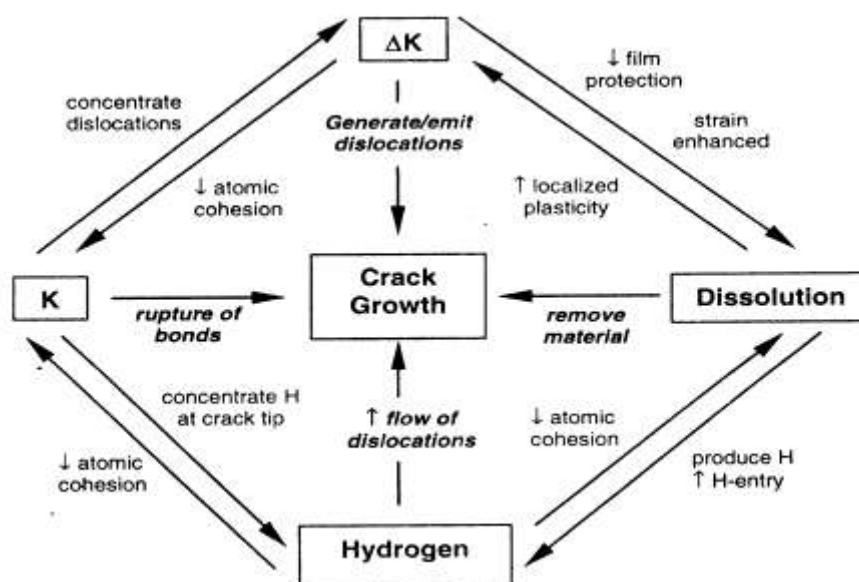 ΔK
↓ film
protection
concentrate
dislocations
Generate/emit
dislocations
strain
enhanced
↓ atomic
cohesion
↑ localized
plasticity
K
Crack
Growth
Dissolution
rupture of
bonds
remove
material
concentrate H
at crack tip
↑ flow of
dislocations
↓ atomic
cohesion
↓ atomic
cohesion
produce H
↑ H-entry
Hydrogen